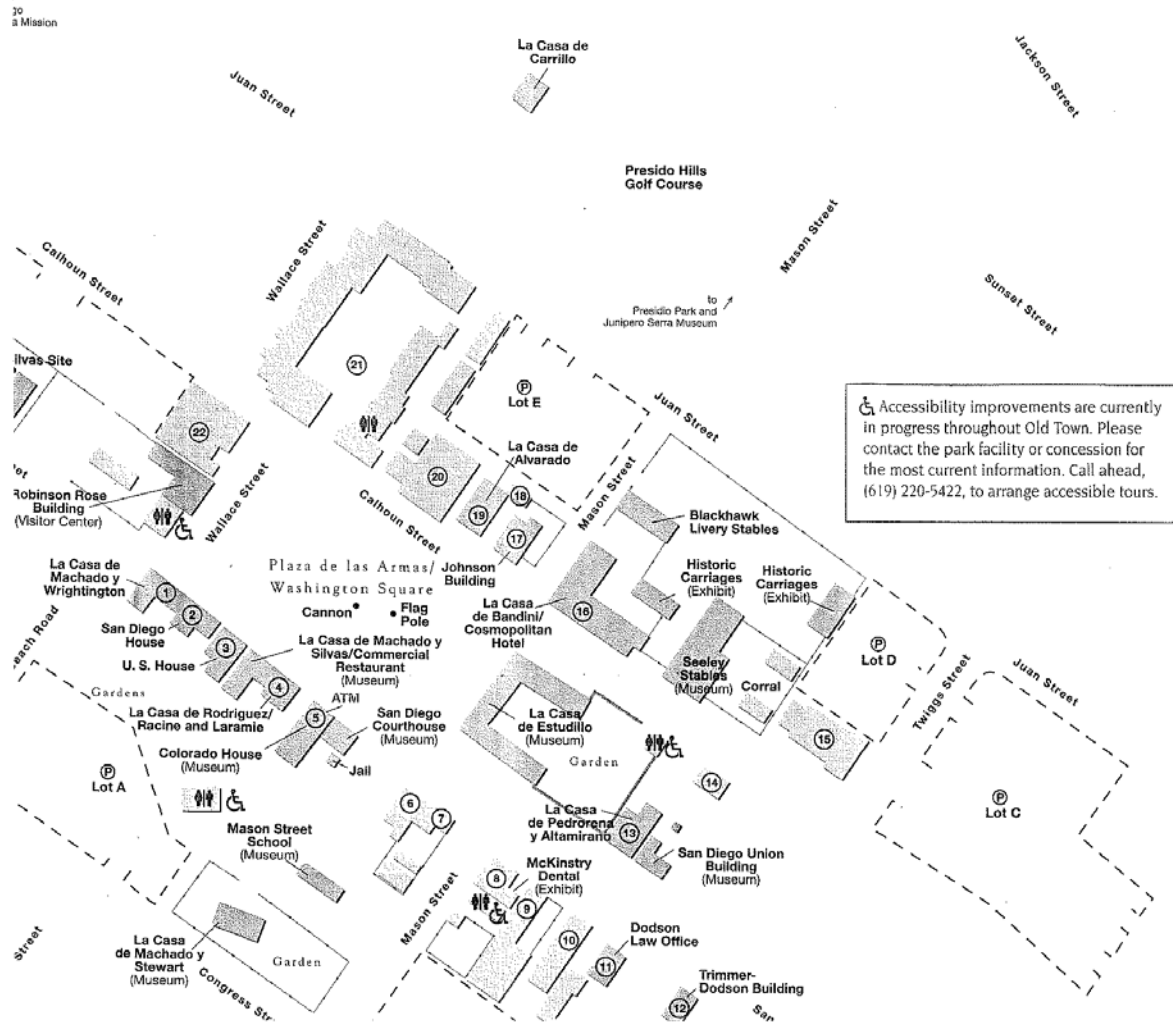 go
a Mission
La Casa de
Carrillo
Juan Street
Jackson Street
Presido Hills
Golf Course
Mason Street
Wallace Street
Calhoun Street
Sunset Street
to
Presidio Park and
Junipero Serra Museum
ilvas Site
21
P
Lot E
Juan Street
♿ Accessibility improvements are currently
in progress throughout Old Town. Please
contact the park facility or concession for
the most current information. Call ahead,
(619) 220-5422, to arrange accessible tours.
22
La Casa de
Alvarado
20
18
19
17
Mason Street
Blackhawk
Livery Stables
Robinson Rose
Building
(Visitor Center)
Wallace Street
Calhoun Street
Johnson
Building
Historic
Carriages
(Exhibit)
Historic
Carriages
(Exhibit)
La Casa de
Machado y
Wrightington
1
Plaza de las Armas/
Washington Square
Cannon
Flag
Pole
La Casa
de Bandini/
Cosmopolitan
Hotel
16
2
San Diego
House
3
U. S. House
La Casa de Machado y
Silvas/Commercial
Restaurant
(Museum)
Seeley
Stables
(Museum)
Corral
P
Lot D
Twiggs Street
Juan Street
each Road
Gardens
4
La Casa de Rodriguez/
Racine and Laramie
ATM
5
San Diego
Courthouse
(Museum)
Colorado House
(Museum)
Jail
La Casa
de Estudillo
(Museum)
Garden
15
14
P
Lot A
6
7
P
Lot C
La Casa
de Pedrorena
y Altamirano
13
San Diego Union
Building
(Museum)
Mason Street
School
(Museum)
8
McKinstry
Dental
(Exhibit)
9
Mason Street
10
Dodson
Law Office
11
La Casa
de Machado y
Stewart
(Museum)
Garden
Congress Str
Street
Trimmer-
Dodson Building
12
San